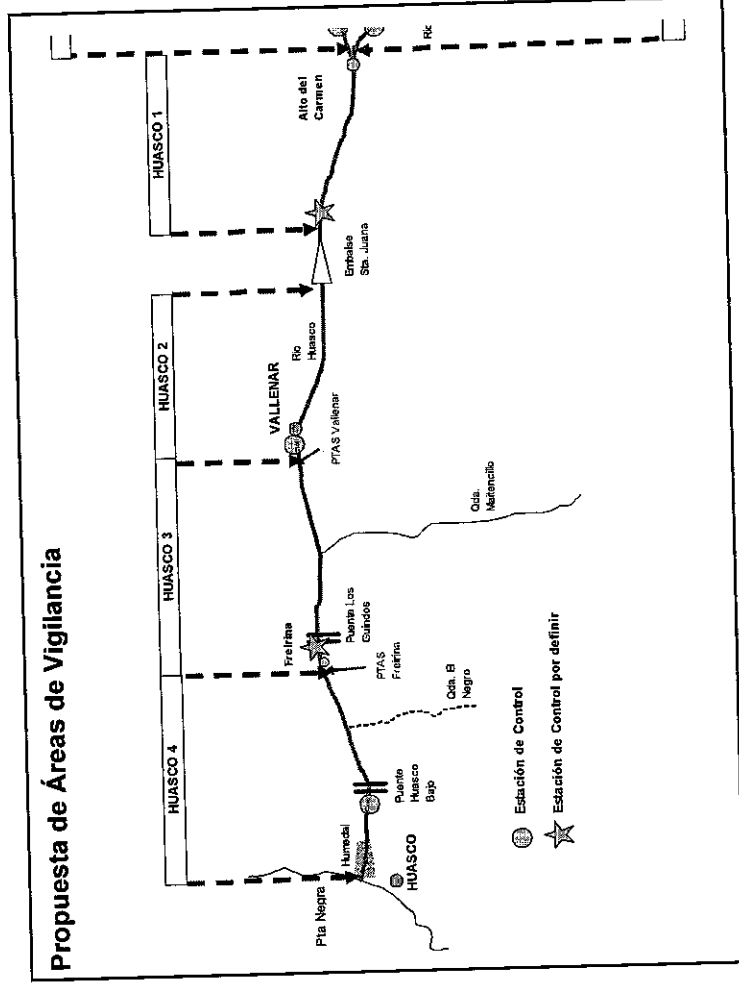 Propuesta de Áreas de Vigilancia
HUASCO 4
HUASCO 3
HUASCO 2
HUASCO 1
Pta Negra
Humedal
HUASCO
Puente
Huasco
Bajo
Qda. El
Negro
PTAS
Freirina
Freirina
Puente Los
Guindos
Qda.
Maitencillo
PTAS Vallenar
VALLENAR
Rio
Huasco
Embalse
Sta. Juana
Alto del
Carmen
Estación de Control
Estación de Control por definir